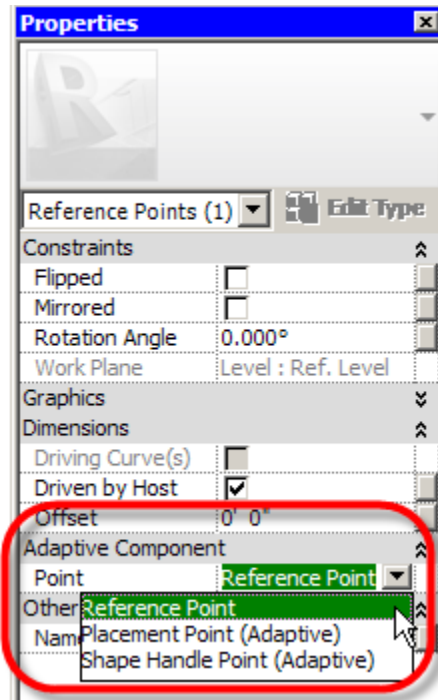 Properties
R
Reference Points (1) Edit Type
Constraints
Flipped
Mirrored
Rotation Angle 0.000°
Work Plane Level : Ref. Level
Graphics
Dimensions
Driving Curve(s)
Driven by Host
Offset 0' 0"
Adaptive Component
Point Reference Point
Other
Reference Point
Name
Placement Point (Adaptive)
Shape Handle Point (Adaptive)